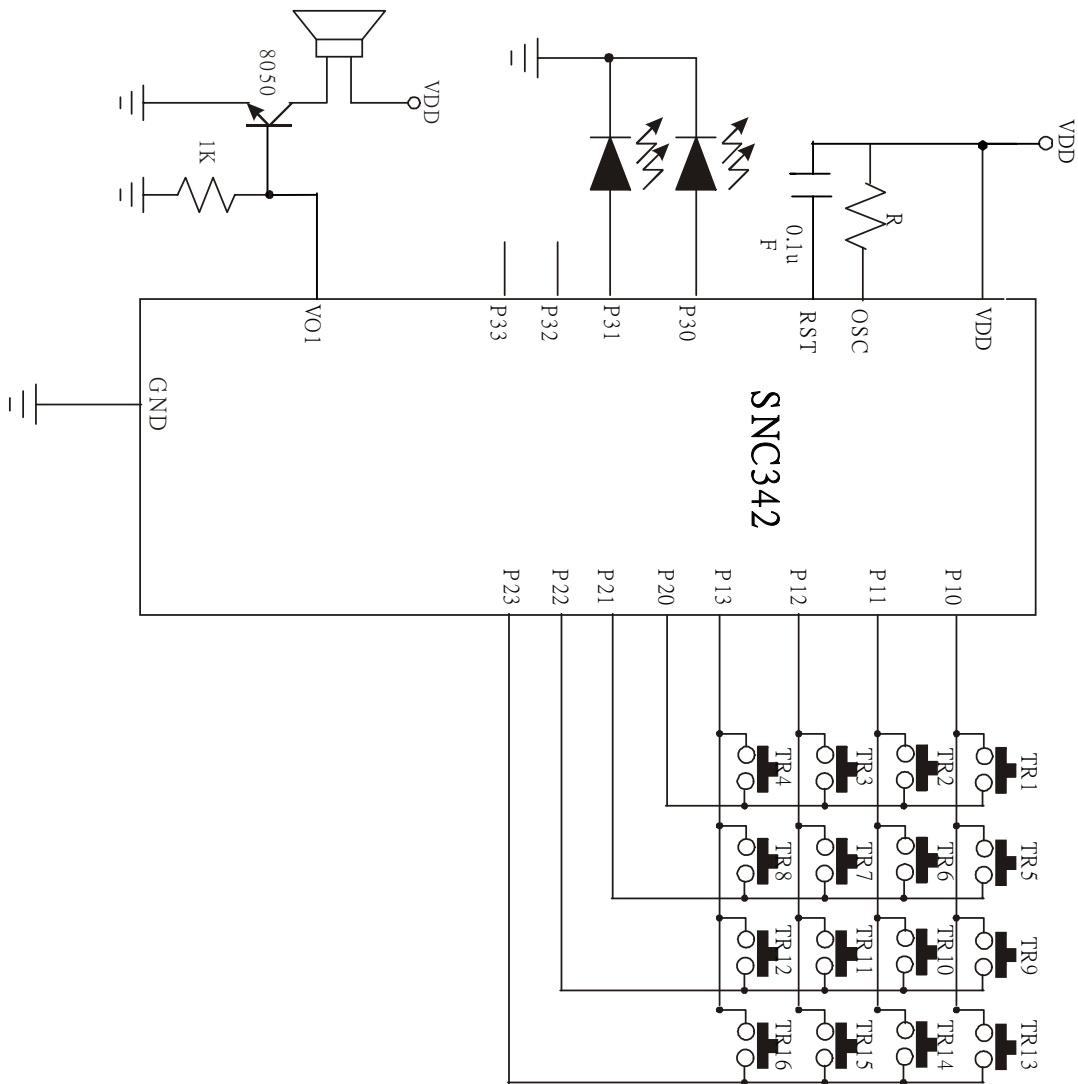 VDD
R
0.1u
F
VDD
8050
1K
VDD
OSC
RST
P30
P31
P32
P33
VO1
GND
SNC342
P10
P11
P12
P13
P20
P21
P22
P23
TR1
TR2
TR3
TR4
TR5
TR6
TR7
TR8
TR9
TR10
TR11
TR12
TR13
TR14
TR15
TR16